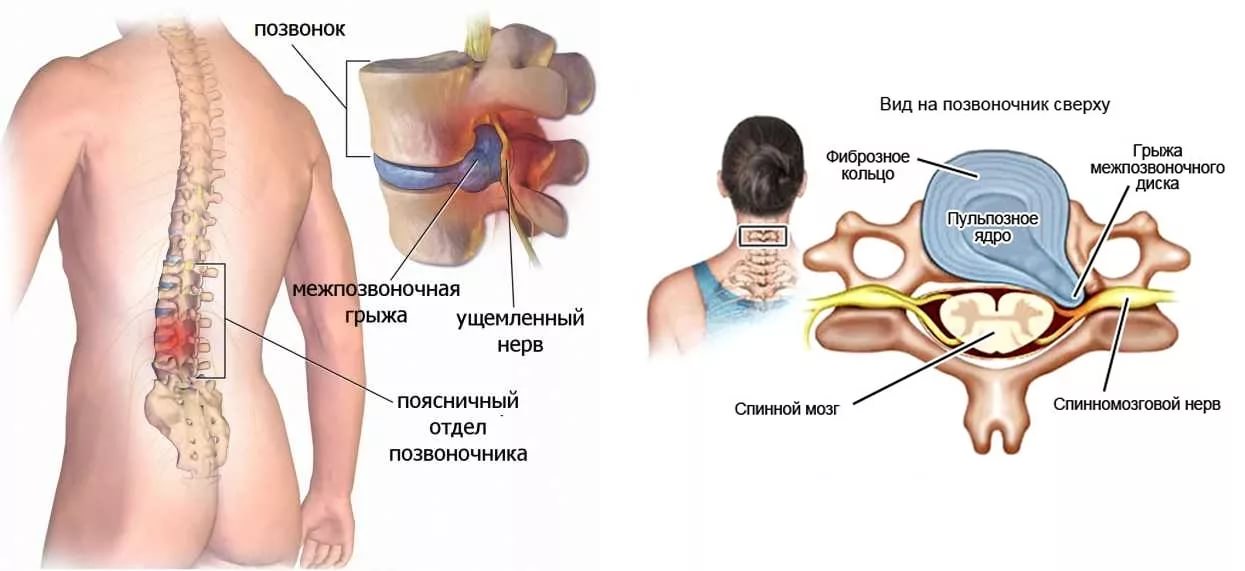 позвонок
межпозвоночная
грыжа
ущемленный
нерв
поясничный
отдел
позвоночника
Вид на позвоночник сверху
Фиброзное
кольцо
Грыжа
межпозвоночного
диска
Пульпозное
ядро
Спинной мозг
Спинномозговой нерв